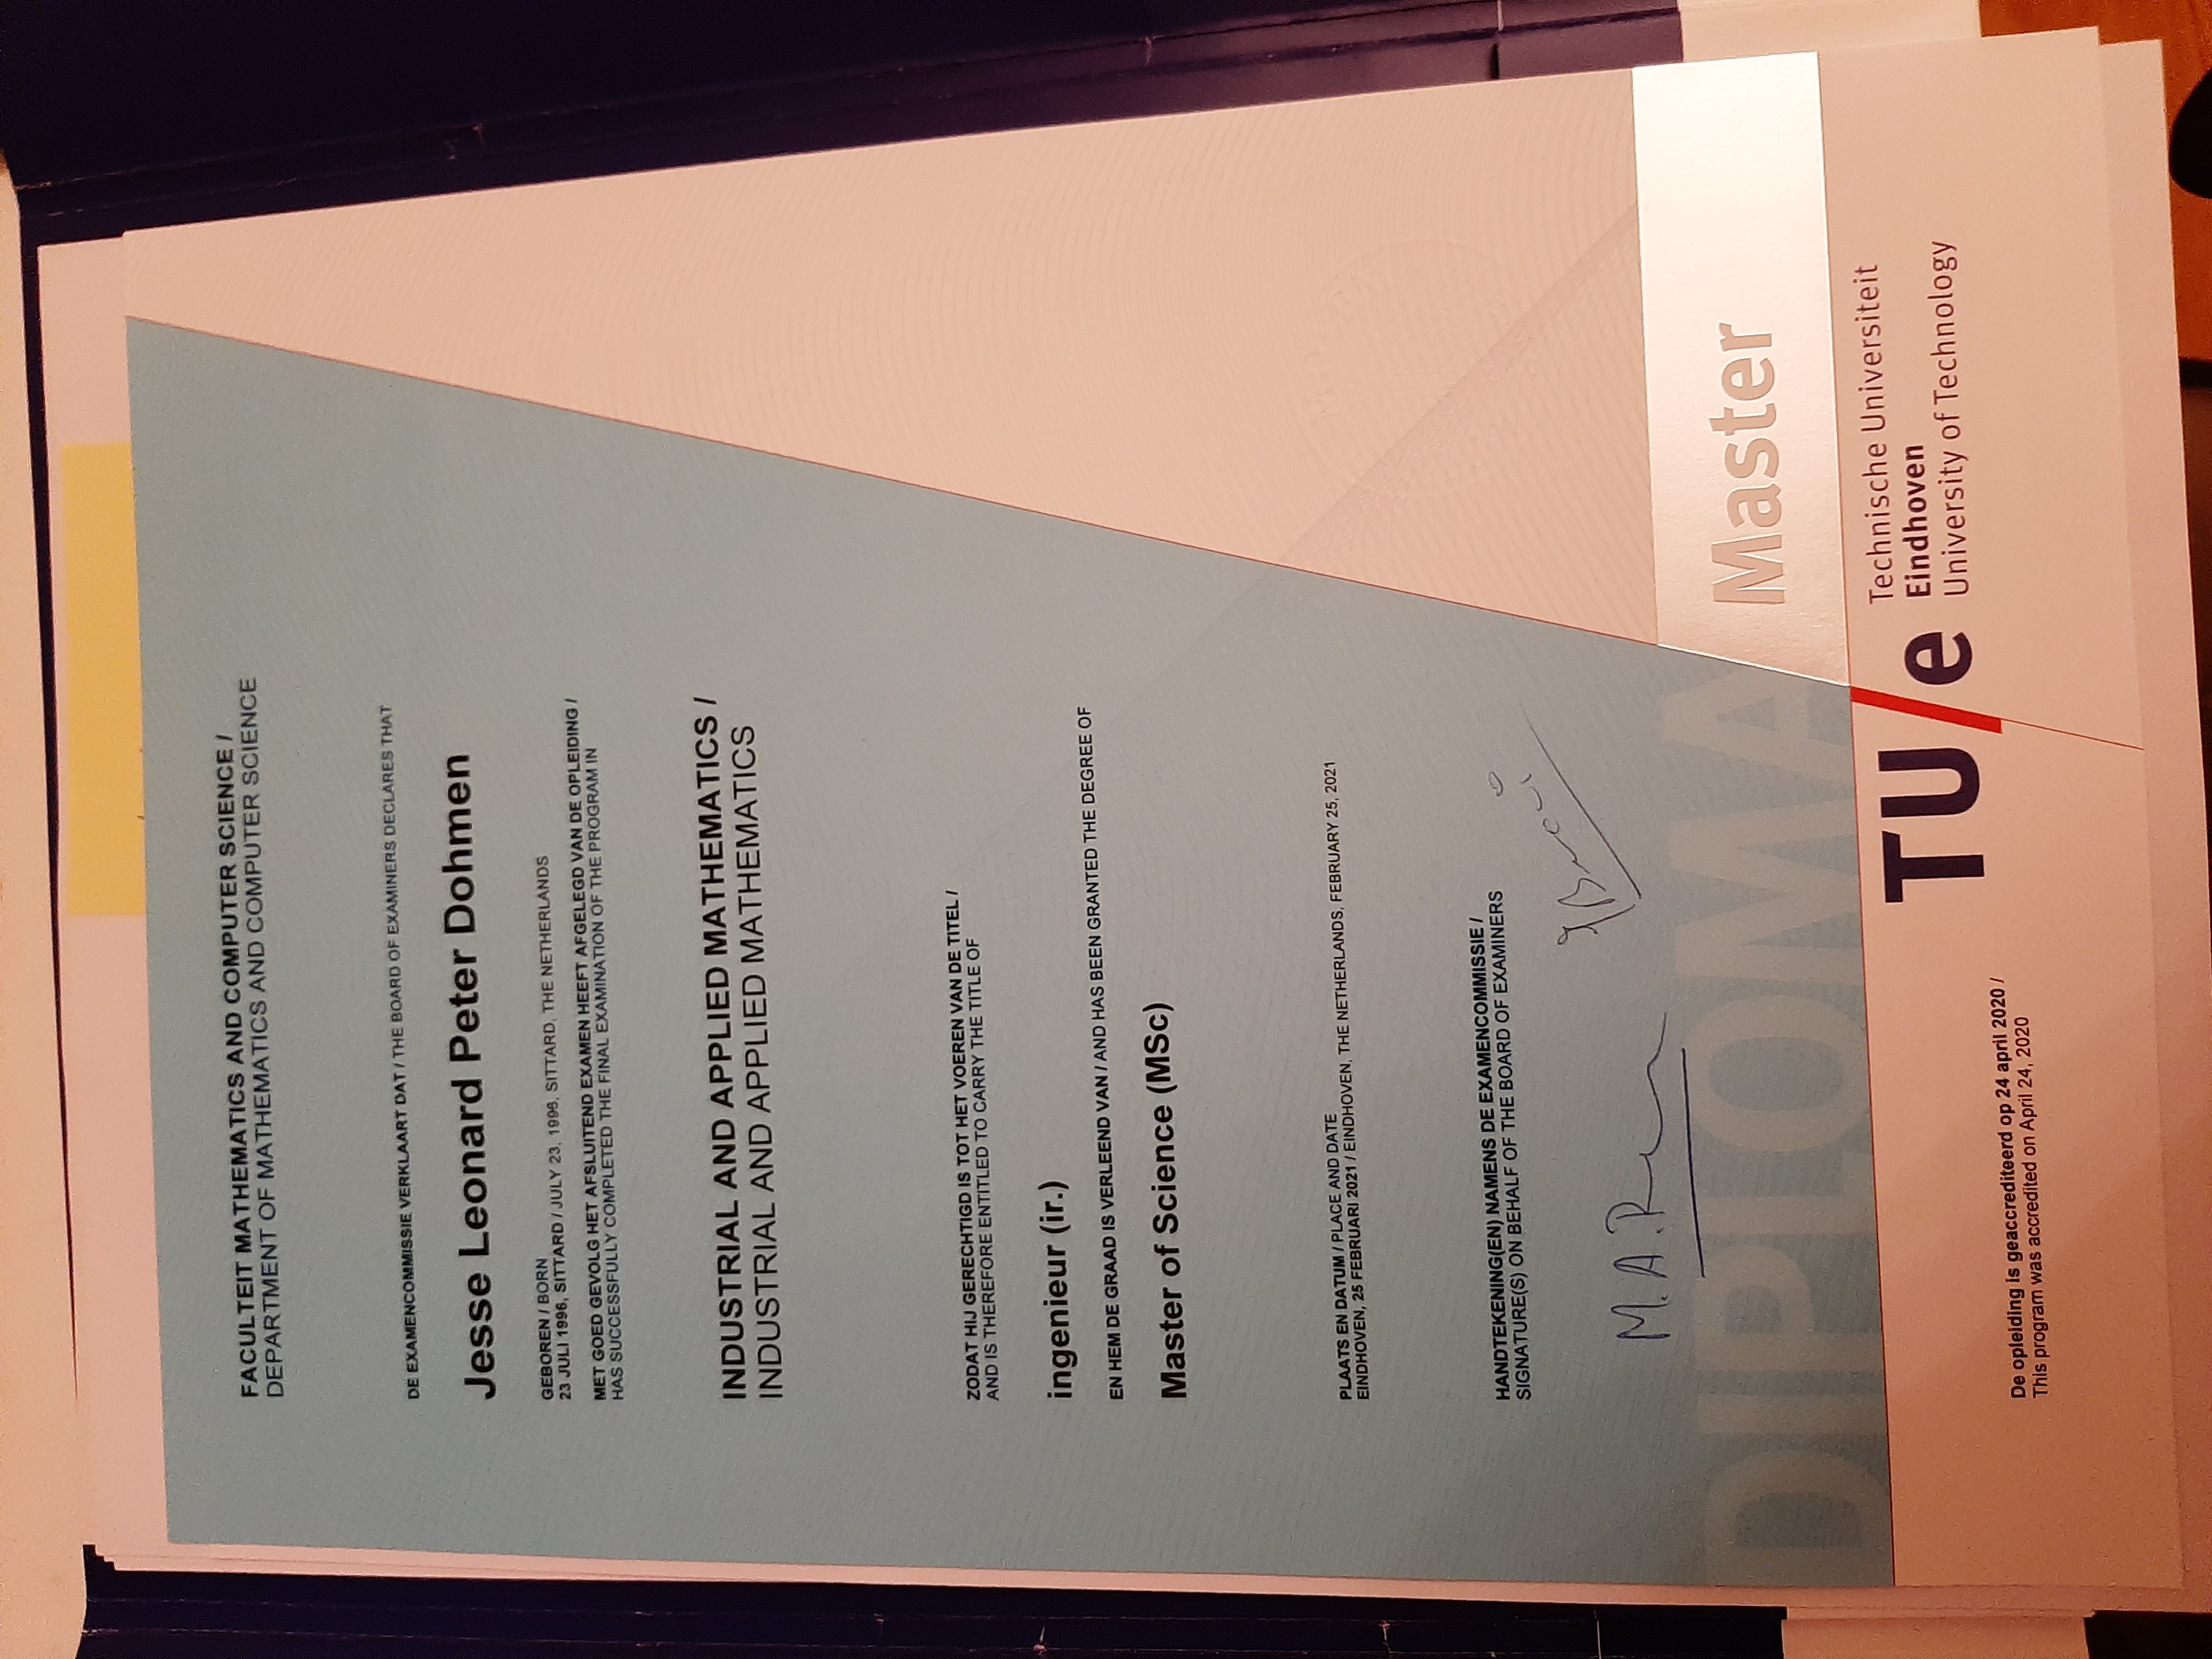 FACULTEIT MATHEMATICS AND COMPUTER SCIENCE /
DEPARTMENT OF MATHEMATICS AND COMPUTER SCIENCE
DE EXAMENCOMMISSIE VERKLAART DAT / THE BOARD OF EXAMINERS DECLARES THAT
Jesse Leonard Peter Dohmen
GEBOREN / BORN
23 JULI 1996, SITTARD / JULY 23, 1996, SITTARD, THE NETHERLANDS
MET GOED GEVOLG HET AFSLUITEND EXAMEN HEEFT AFGELEGD VAN DE OPLEIDING /
HAS SUCCESSFULLY COMPLETED THE FINAL EXAMINATION OF THE PROGRAM IN
INDUSTRIAL AND APPLIED MATHEMATICS /
INDUSTRIAL AND APPLIED MATHEMATICS
ZODAT HIJ GERECHTIGD IS TOT HET VOEREN VAN DE TITEL /
AND IS THEREFORE ENTITLED TO CARRY THE TITLE OF
ingenieur (ir.)
EN HEM DE GRAAD IS VERLEEND VAN / AND HAS BEEN GRANTED THE DEGREE OF
Master of Science (MSc)
PLAATS EN DATUM / PLACE AND DATE
EINDHOVEN, 25 FEBRUARI 2021 / EINDHOVEN, THE NETHERLANDS, FEBRUARY 25, 2021
HANDTEKENING(EN) NAMENS DE EXAMENCOMMISSIE /
SIGNATURE(S) ON BEHALF OF THE BOARD OF EXAMINERS
M.A.
DIPLOMA
Master
TU/e
Technische Universiteit
Eindhoven
University of Technology
De opleiding is geaccrediteerd op 24 april 2020 /
This program was accredited on April 24, 2020